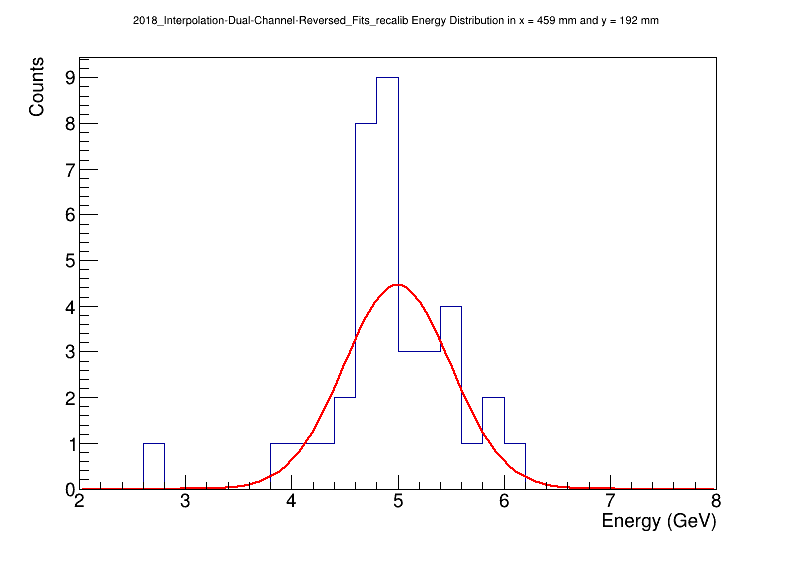 2018_Interpolation-Dual-Channel-Reversed_Fits_recalib Energy Distribution in x = 459 mm and y = 192 mm
Counts
9
8
7
6
5
4
3
2
1
0
2 3 4 5 6 7 8
Energy (GeV)